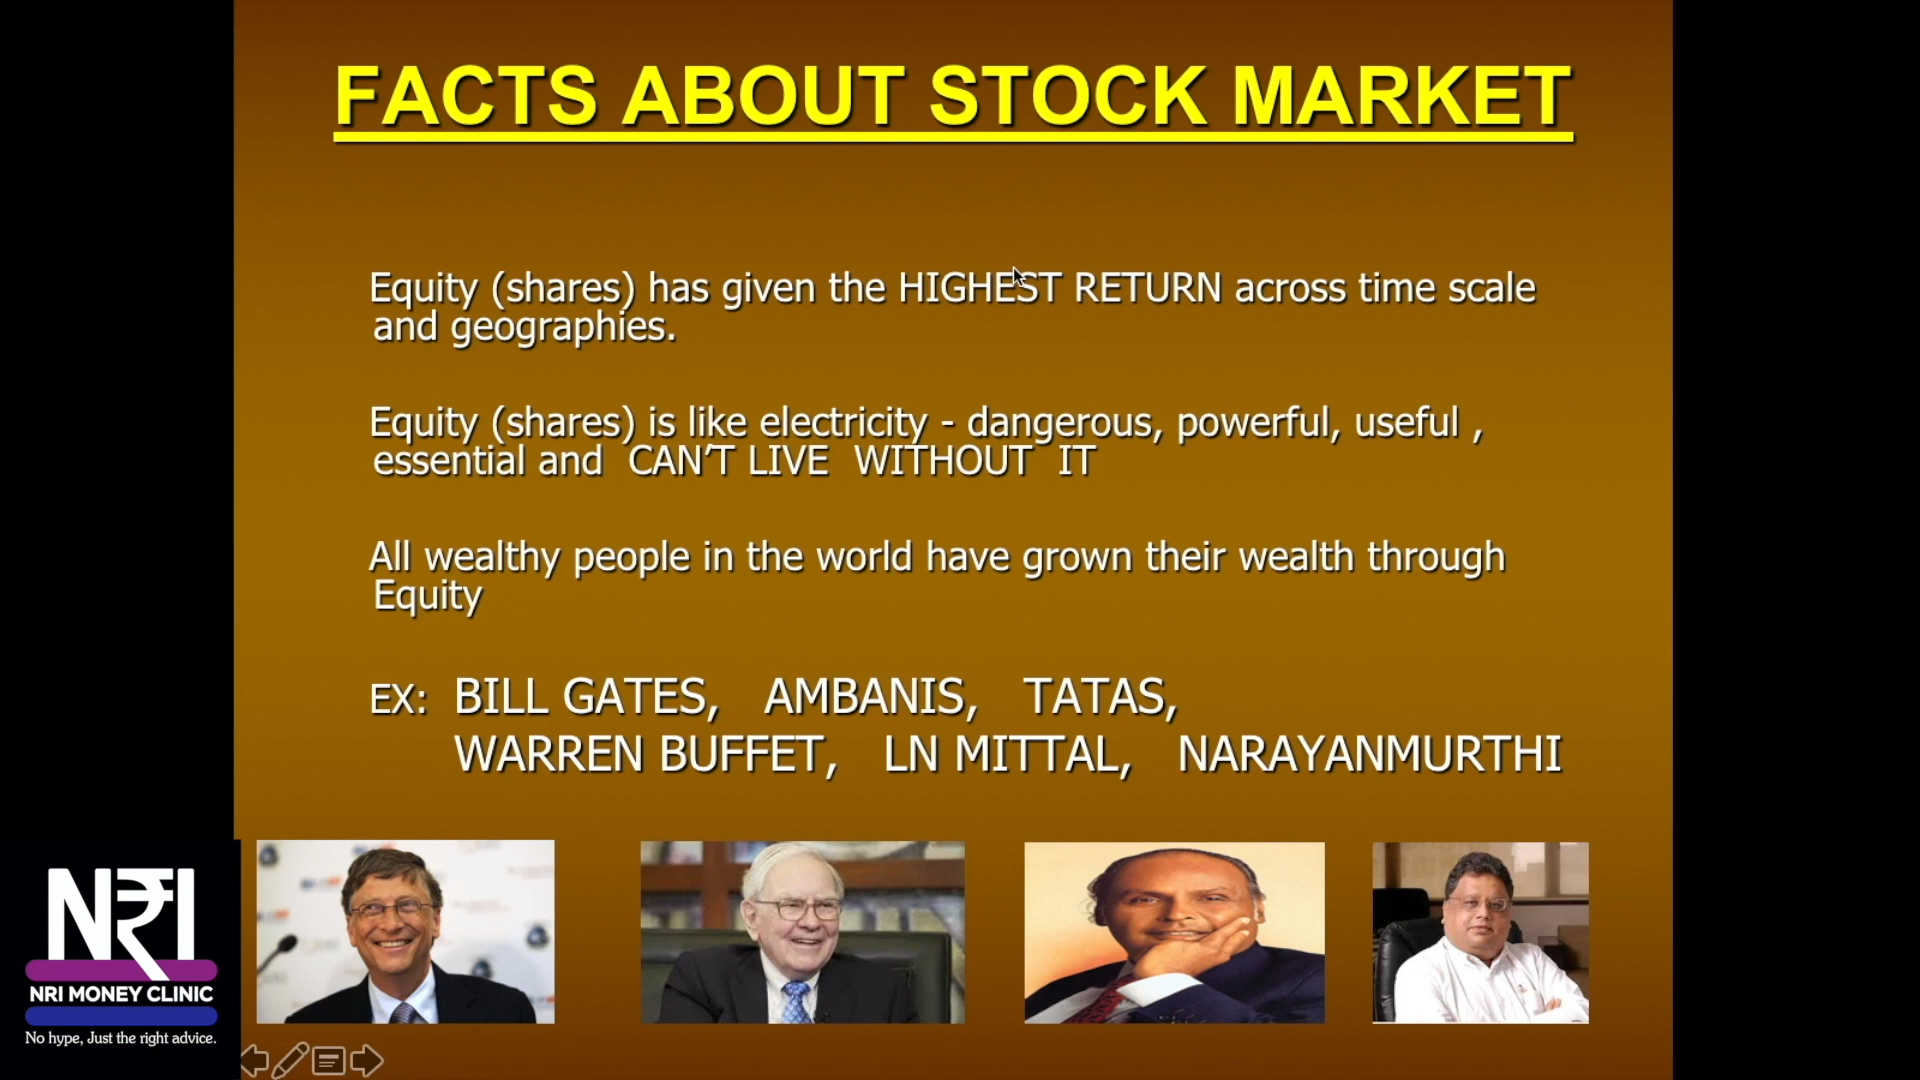 FACTS ABOUT STOCK MARKET
Equity (shares) has given the HIGHEST RETURN across time scale
and geographies.
Equity (shares) is like electricity - dangerous, powerful, useful ,
essential and CAN’T LIVE WITHOUT IT
All wealthy people in the world have grown their wealth through
Equity
EX: BILL GATES, AMBANIS, TATAS,
WARREN BUFFET, LN MITTAL, NARAYANMURTHI
NRI
NRI MONEY CLINIC
No hype, Just the right advice.